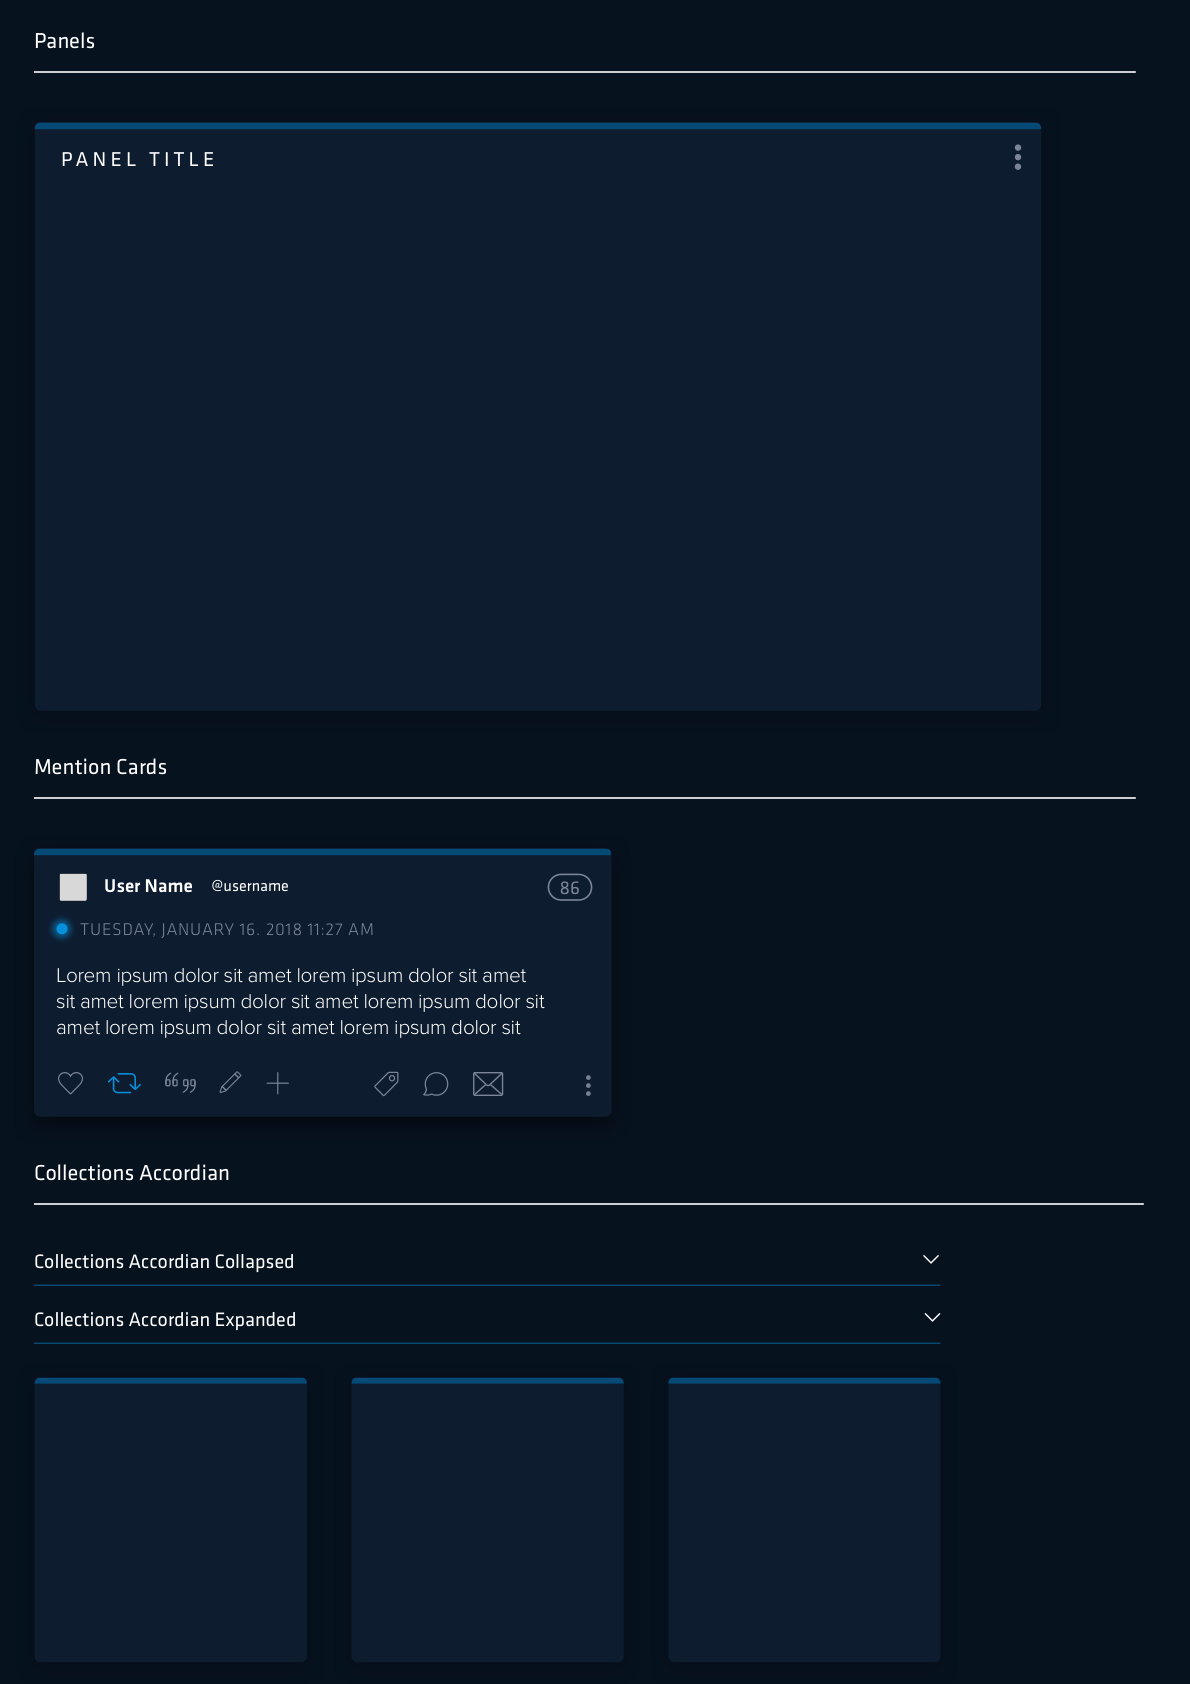 Panels
PANEL TITLE
Mention Cards
User Name @username 86
TUESDAY, JANUARY 16. 2018 11:27 AM
Lorem ipsum dolor sit amet lorem ipsum dolor sit amet
sit amet lorem ipsum dolor sit amet lorem ipsum dolor sit
amet lorem ipsum dolor sit amet lorem ipsum dolor sit
Collections Accordian
Collections Accordian Collapsed
Collections Accordian Expanded